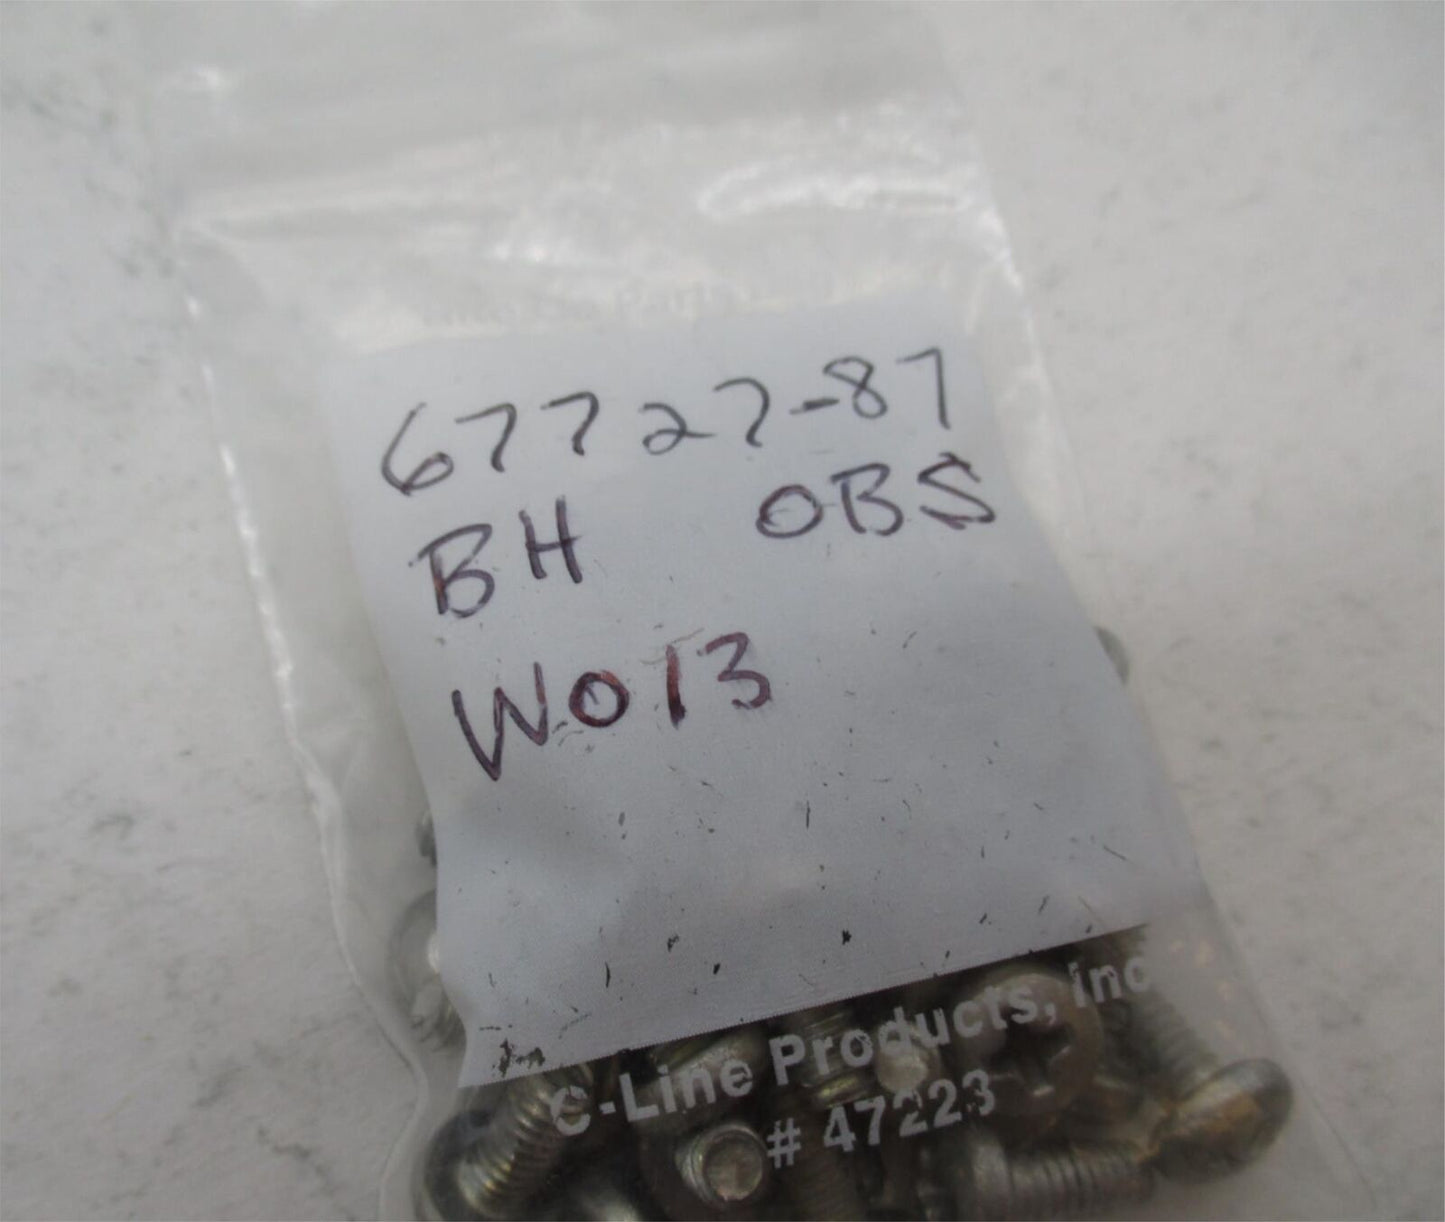 67727-87
BH OBS
W013
C-Line Products, Inc
# 47223